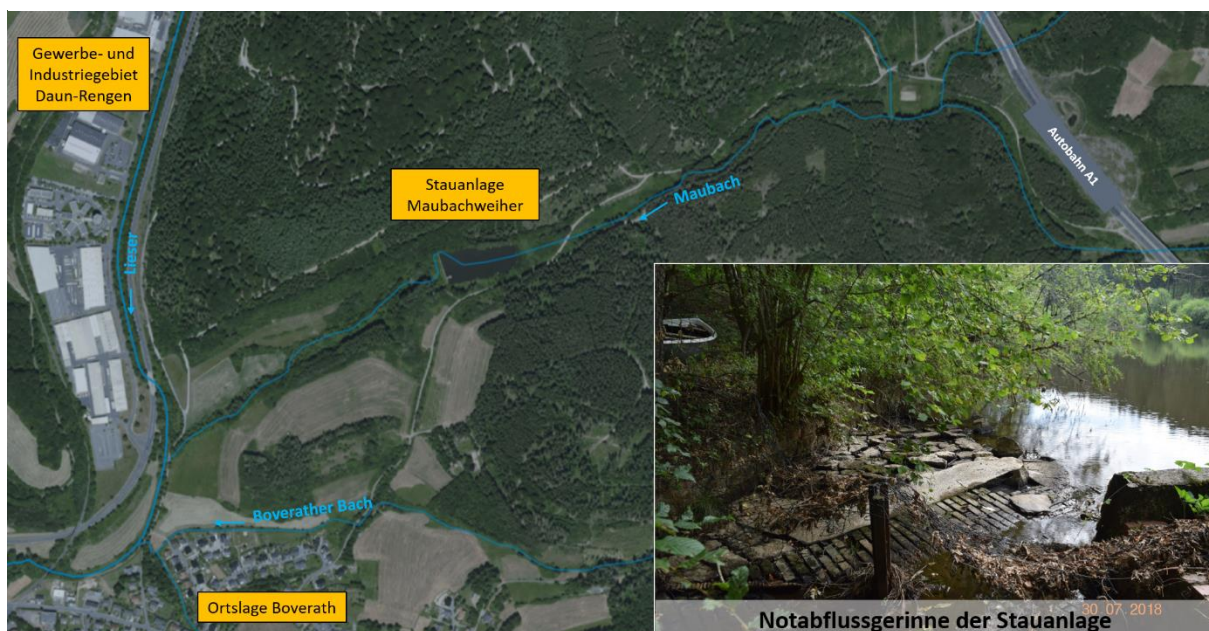 Gewerbe- und
Industriegebiet
Daun-Rengen
Stauanlage
Maubachweiher
Maubach
Autobahn A1
Lieser
Boverather Bach
Ortslage Boverath
30 07 2018
Notabflussgerinne der Stauanlage